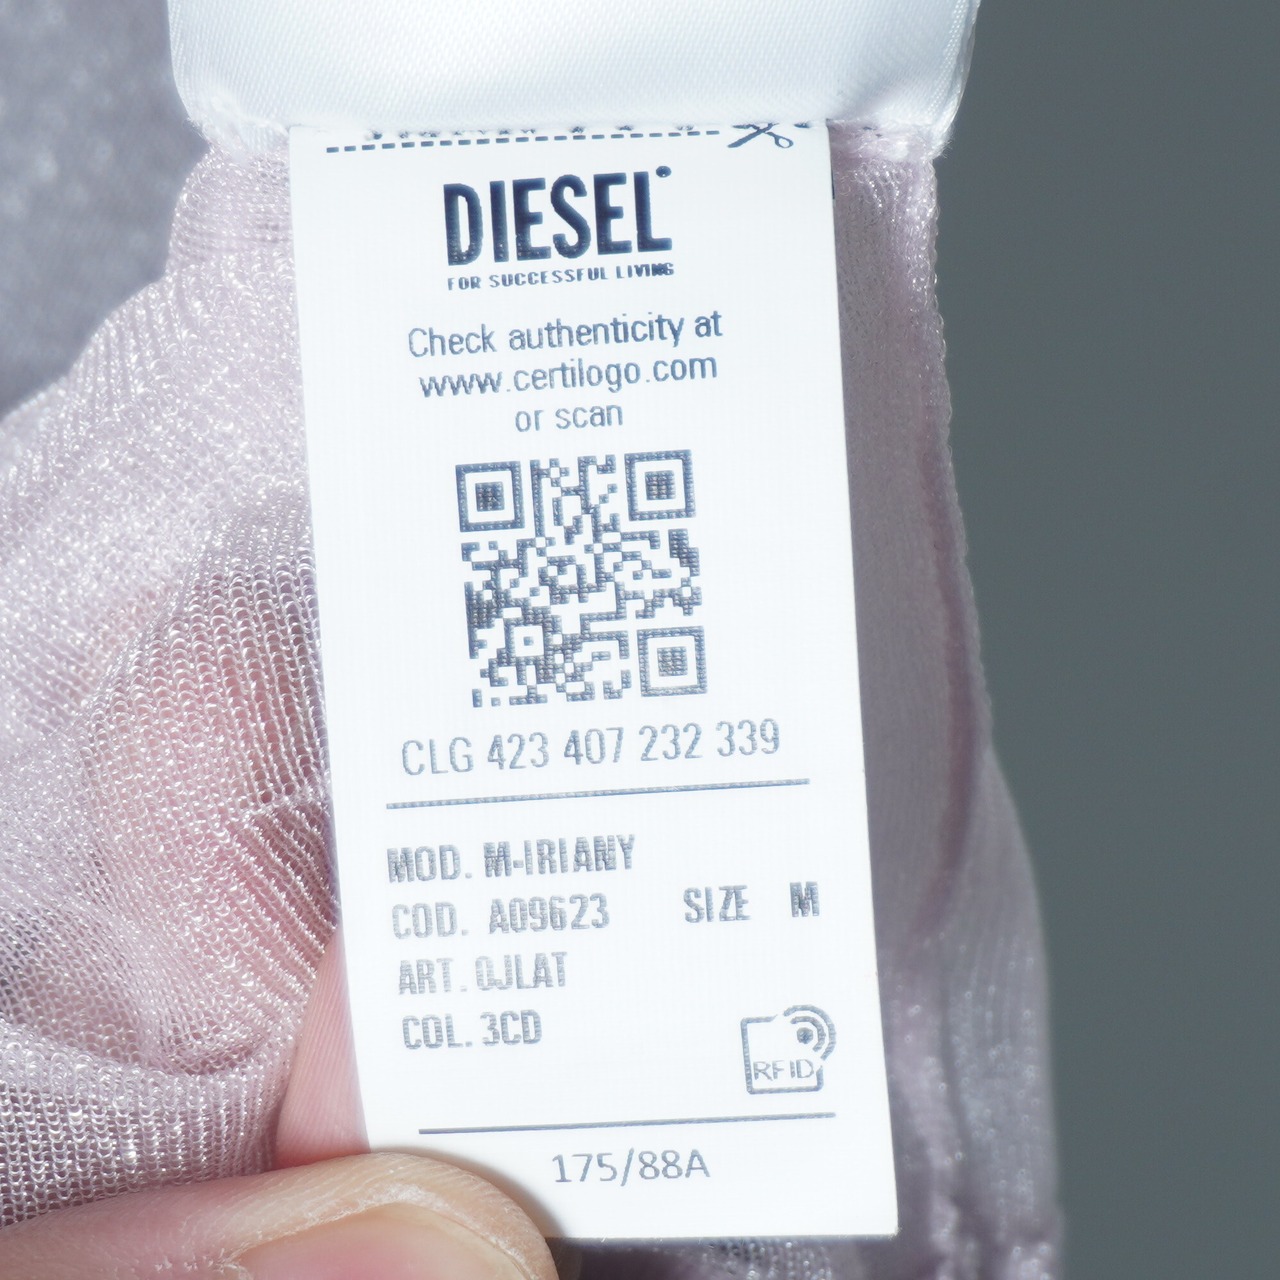 DIESEL
FOR SUCCESSFUL LIVING
Check authenticity at
www.certilogo.com
or scan
CLG 423 407 232 339
MOD. M-IRIANY
COD. A09623 SIZE M
ART. 0JLAT
COL. 3CD
RFID
175/88A